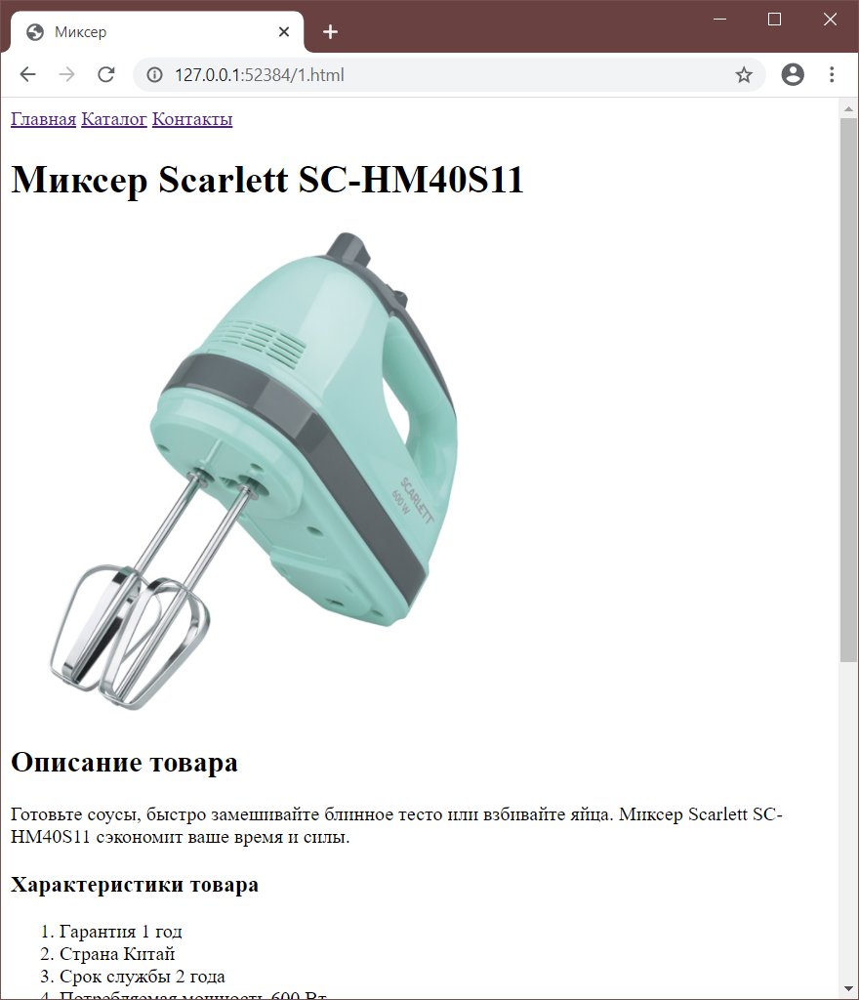 Миксер
127.0.0.1:52384/1.html
Главная Каталог Контакты
Миксер Scarlett SC-HM40S11
SCARLETT
600 W
Описание товара
Готовьте соусы, быстро замешивайте блинное тесто или взбивайте яйца. Миксер Scarlett SC-
HM40S11 сэкономит ваше время и силы.
Характеристики товара
1. Гарантия 1 год
2. Страна Китай
3. Срок службы 2 года
4. Потребляемая мощность 600 Вт